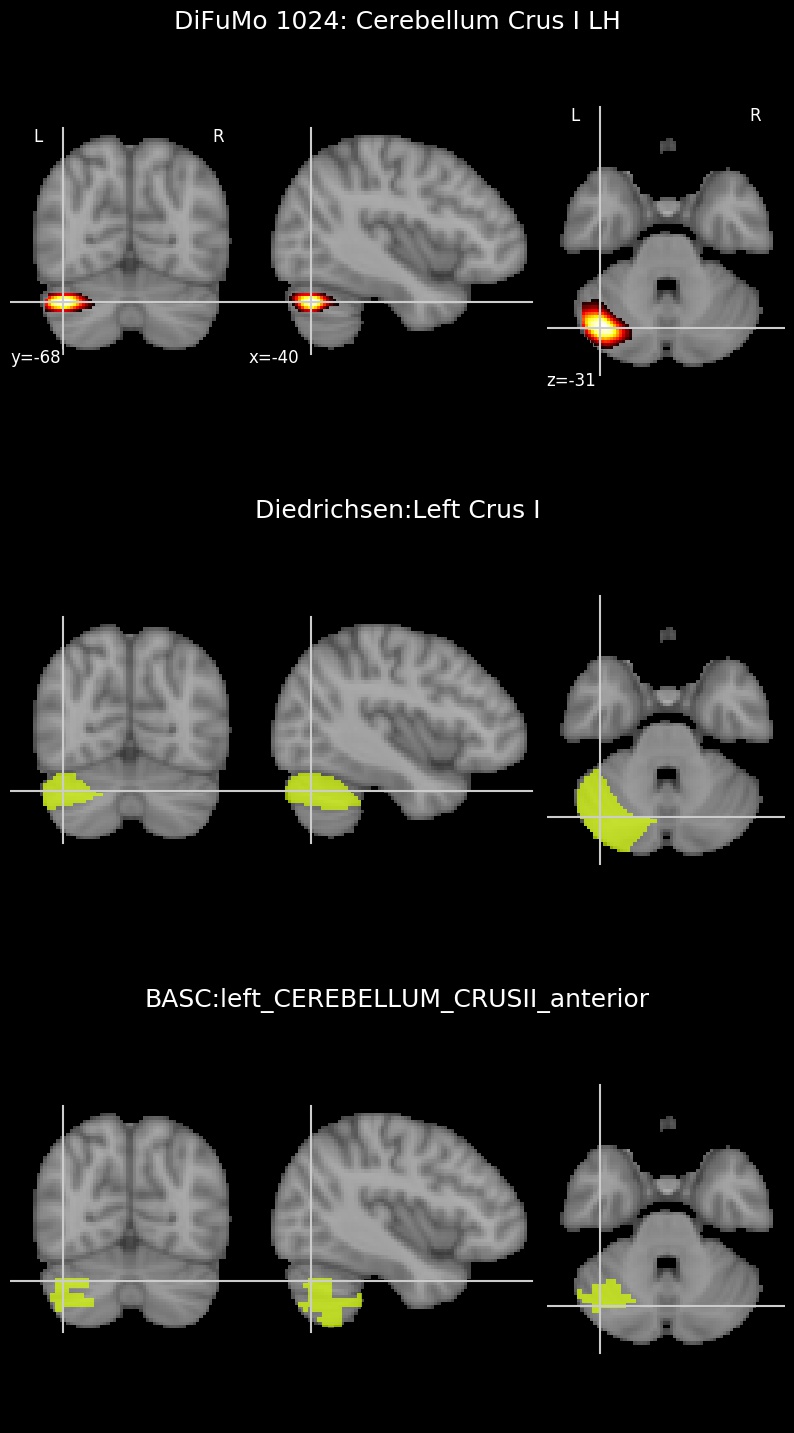 DiFuMo 1024: Cerebellum Crus I LH
L R
L R
y=-68 x=-40
z=-31
Diedrichsen:Left Crus I
BASC:left_CEREBELLUM_CRUSII_anterior